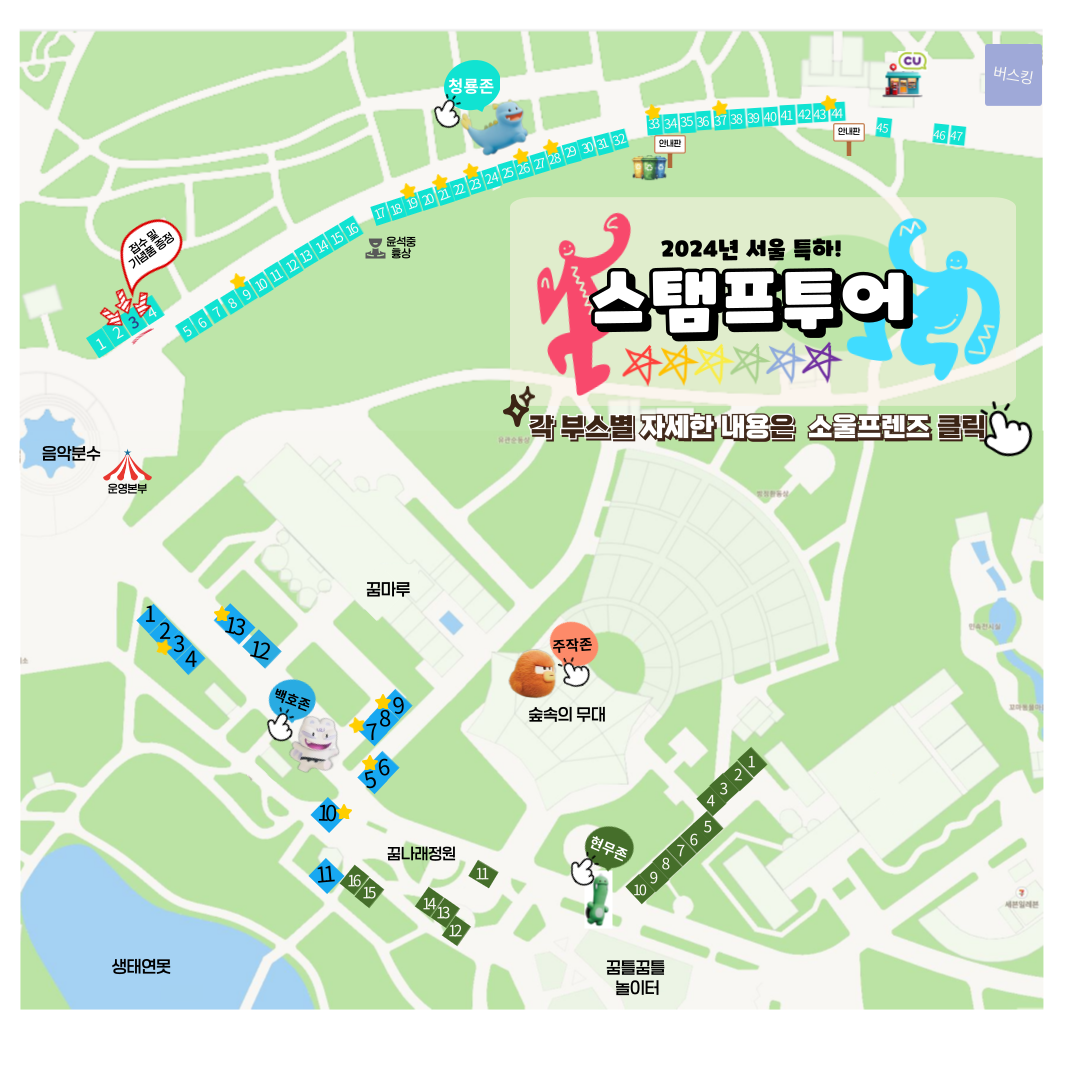 CU
버스킹
청룡존
33 34 35 36 37 38 39 40 41 42 43 44
45
46 47
안내판
안내판
17 18 19 20 21 22 23 24 25 26 27 28 29 30 31 32
접수 및
기념품 증정
윤석중
흉상
1 2 3 4
5 6 7 8 9 10 11 12 13 14 15 16
2024년 서울 특하!
스탬프투어
각 부스별 자세한 내용은 소울프렌즈 클릭
음악분수
운영본부
꿈마루
1 2 3 4
13
12
백호존
9
8
7
6
5
10
11
주작존
숲속의 무대
꿈나래정원
16
15
14
13
12
11
1
2
3
4
5
6
7
8
9
10
현무존
세븐일레븐
생태연못
꿈틀꿈틀
놀이터